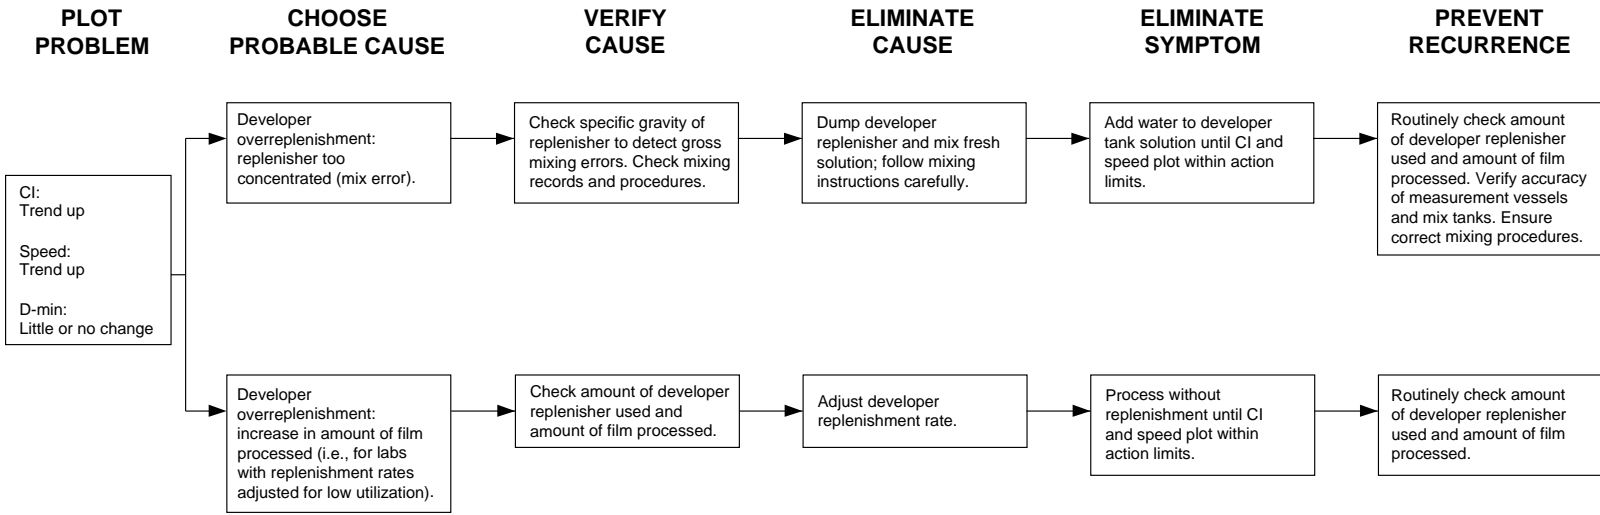 PLOT
PROBLEM
CHOOSE
PROBABLE CAUSE
VERIFY
CAUSE
ELIMINATE
CAUSE
ELIMINATE
SYMPTOM
PREVENT
RECURRENCE
CI:
Trend up
Speed:
Trend up
D-min:
Little or no change
Developer
overreplenishment:
replenisher too
concentrated (mix error).
Check specific gravity of
replenisher to detect gross
mixing errors. Check mixing
records and procedures.
Dump developer
replenisher and mix fresh
solution; follow mixing
instructions carefully.
Add water to developer
tank solution until CI and
speed plot within action
limits.
Routinely check amount
of developer replenisher
used and amount of film
processed. Verify accuracy
of measurement vessels
and mix tanks. Ensure
correct mixing procedures.
Developer
overreplenishment:
increase in amount of film
processed (i.e., for labs
with replenishment rates
adjusted for low utilization).
Check amount of developer
replenisher used and
amount of film processed.
Adjust developer
replenishment rate.
Process without
replenishment until CI
and speed plot within
action limits.
Routinely check amount
of developer replenisher
used and amount of film
processed.